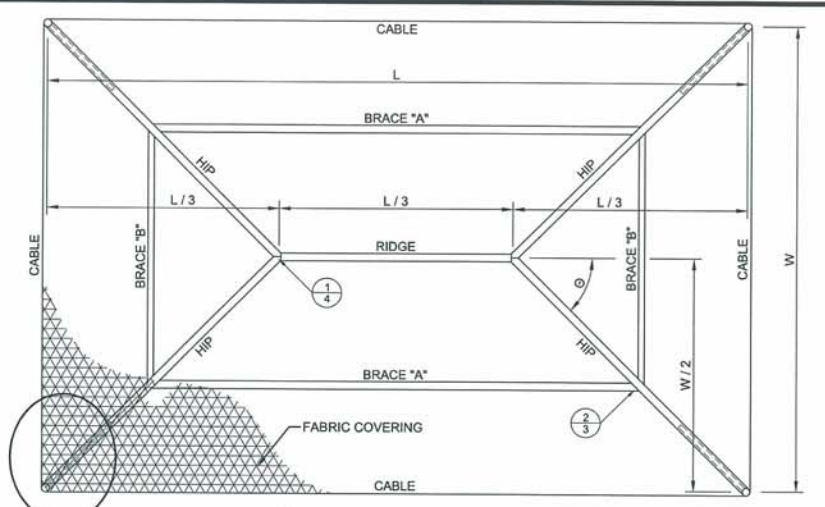 CABLE
L
BRACE "A"
HIP
HIP
L / 3
L / 3
L / 3
CABLE
BRACE "B"
RIDGE
BRACE "B"
CABLE
W
1
4
Θ
HIP
HIP
W / 2
BRACE "A"
2
3
FABRIC COVERING
CABLE